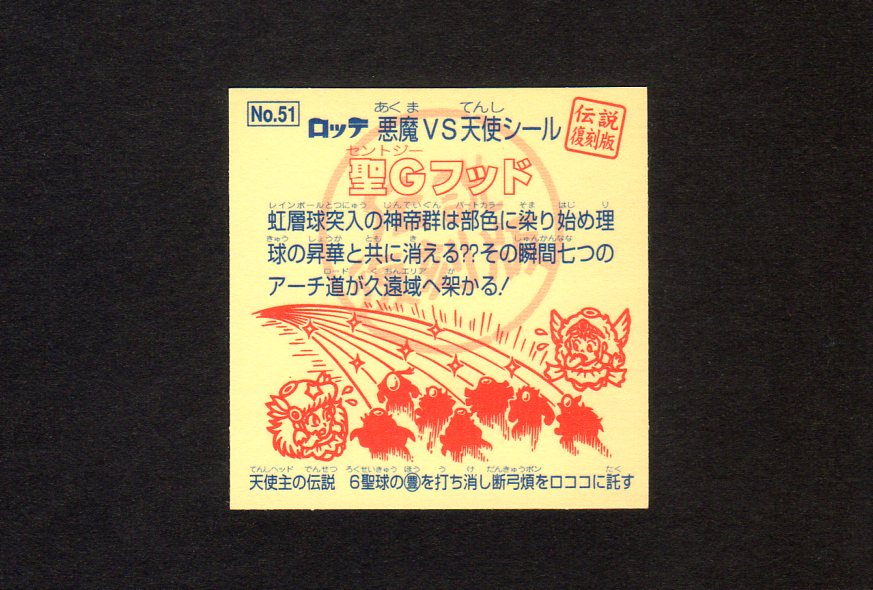 No.51
あくま てんし
ロッテ 悪魔VS天使シール
伝説
復刻版
セントジー
聖Gフッド
レインボールとつにゅう しんていぐん パートカラー そま はじ り
虹層球突入の神帝群は部色に染り始め理
きゅう しょうか とも き しゅんかんなな
球の昇華と共に消える??その瞬間七つの
ロード くおんエリア か
アーチ道が久遠域へ架かる!
てんしヘッド でんせつ ろくせいきゅう ほう う け だんきゅうボン たく
天使主の伝説 6聖球の豊を打ち消し断弓煩をロココに託す